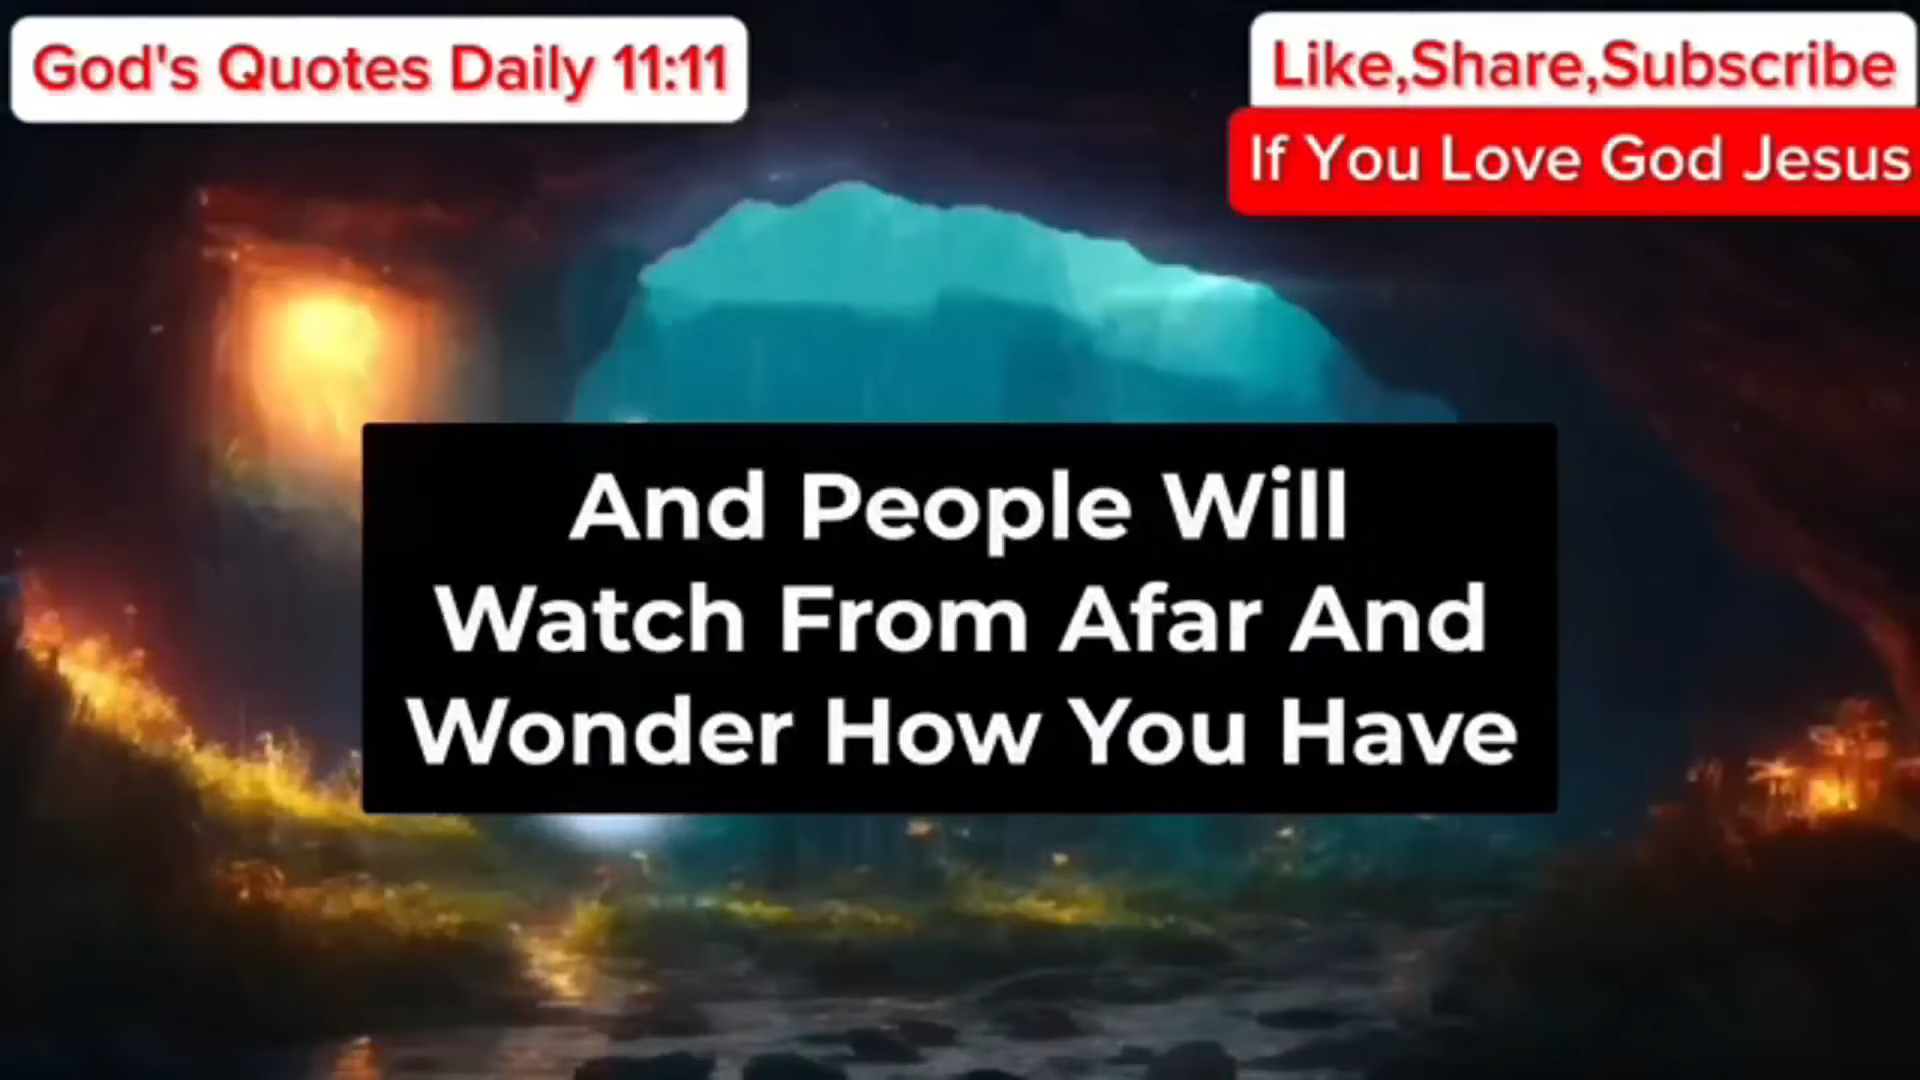 God's Quotes Daily 11:11
Like,Share,Subscribe
If You Love God Jesus
And People Will
Watch From Afar And
Wonder How You Have